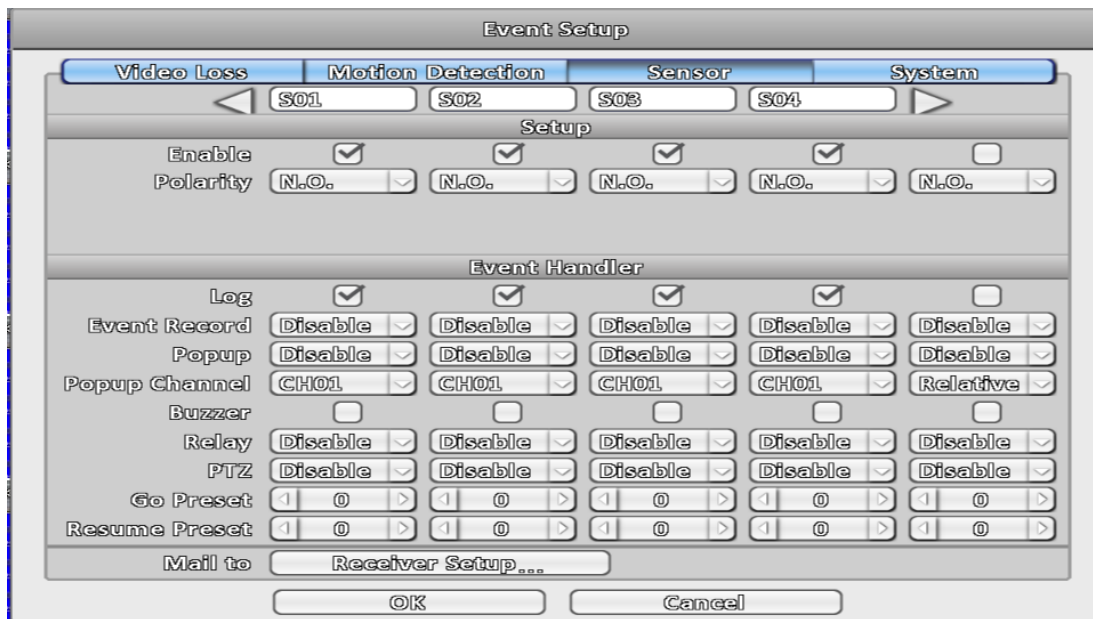 Event Setup
Video Loss Motion Detection Sensor System
S01 S02 S03 S04
Setup
Enable
Polarity N.O. N.O. N.O. N.O. N.O.
Event Handler
Log
Event Record Disable Disable Disable Disable Disable
Popup Disable Disable Disable Disable Disable
Popup Channel CH01 CH01 CH01 CH01 Relative
Buzzer
Relay Disable Disable Disable Disable Disable
PTZ Disable Disable Disable Disable Disable
Go Preset 0 0 0 0 0
Resume Preset 0 0 0 0 0
Mail to Receiver Setup...
OK Cancel